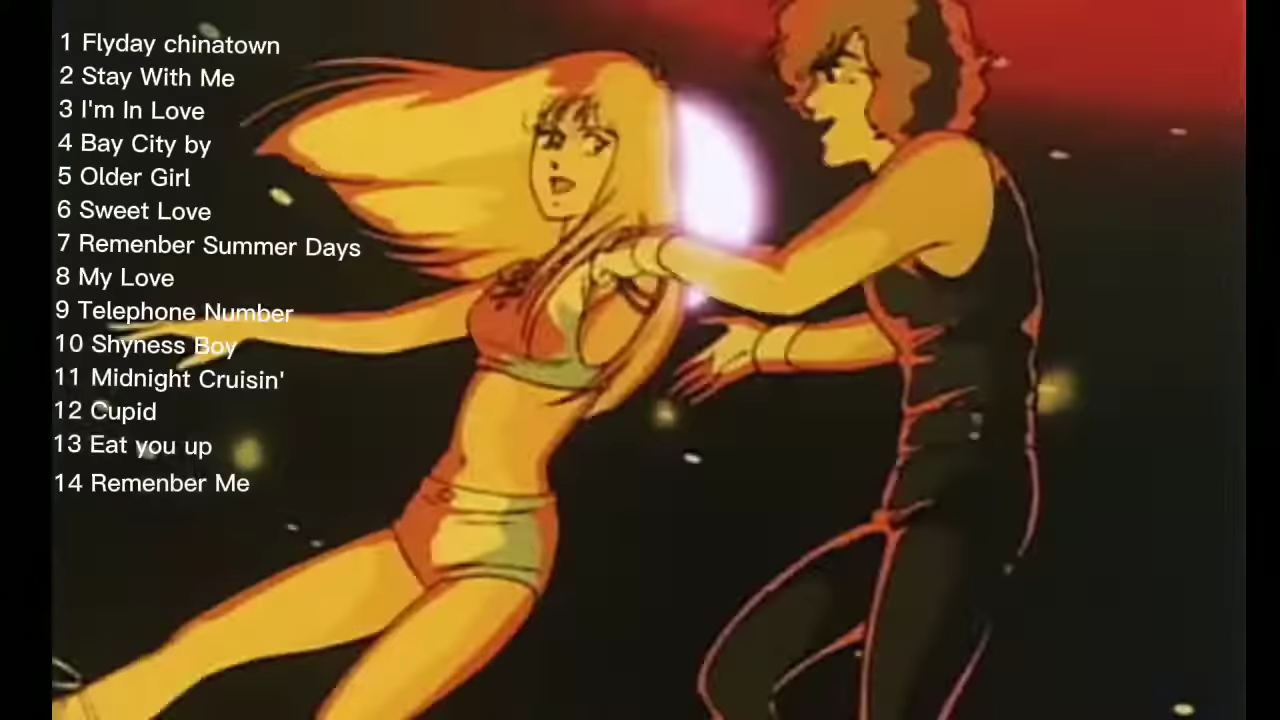 1 Flyday chinatown
2 Stay With Me
3 I'm In Love
4 Bay City by
5 Older Girl
6 Sweet Love
7 Remenber Summer Days
8 My Love
9 Telephone Number
10 Shyness Boy
11 Midnight Cruisin'
12 Cupid
13 Eat you up
14 Remenber Me